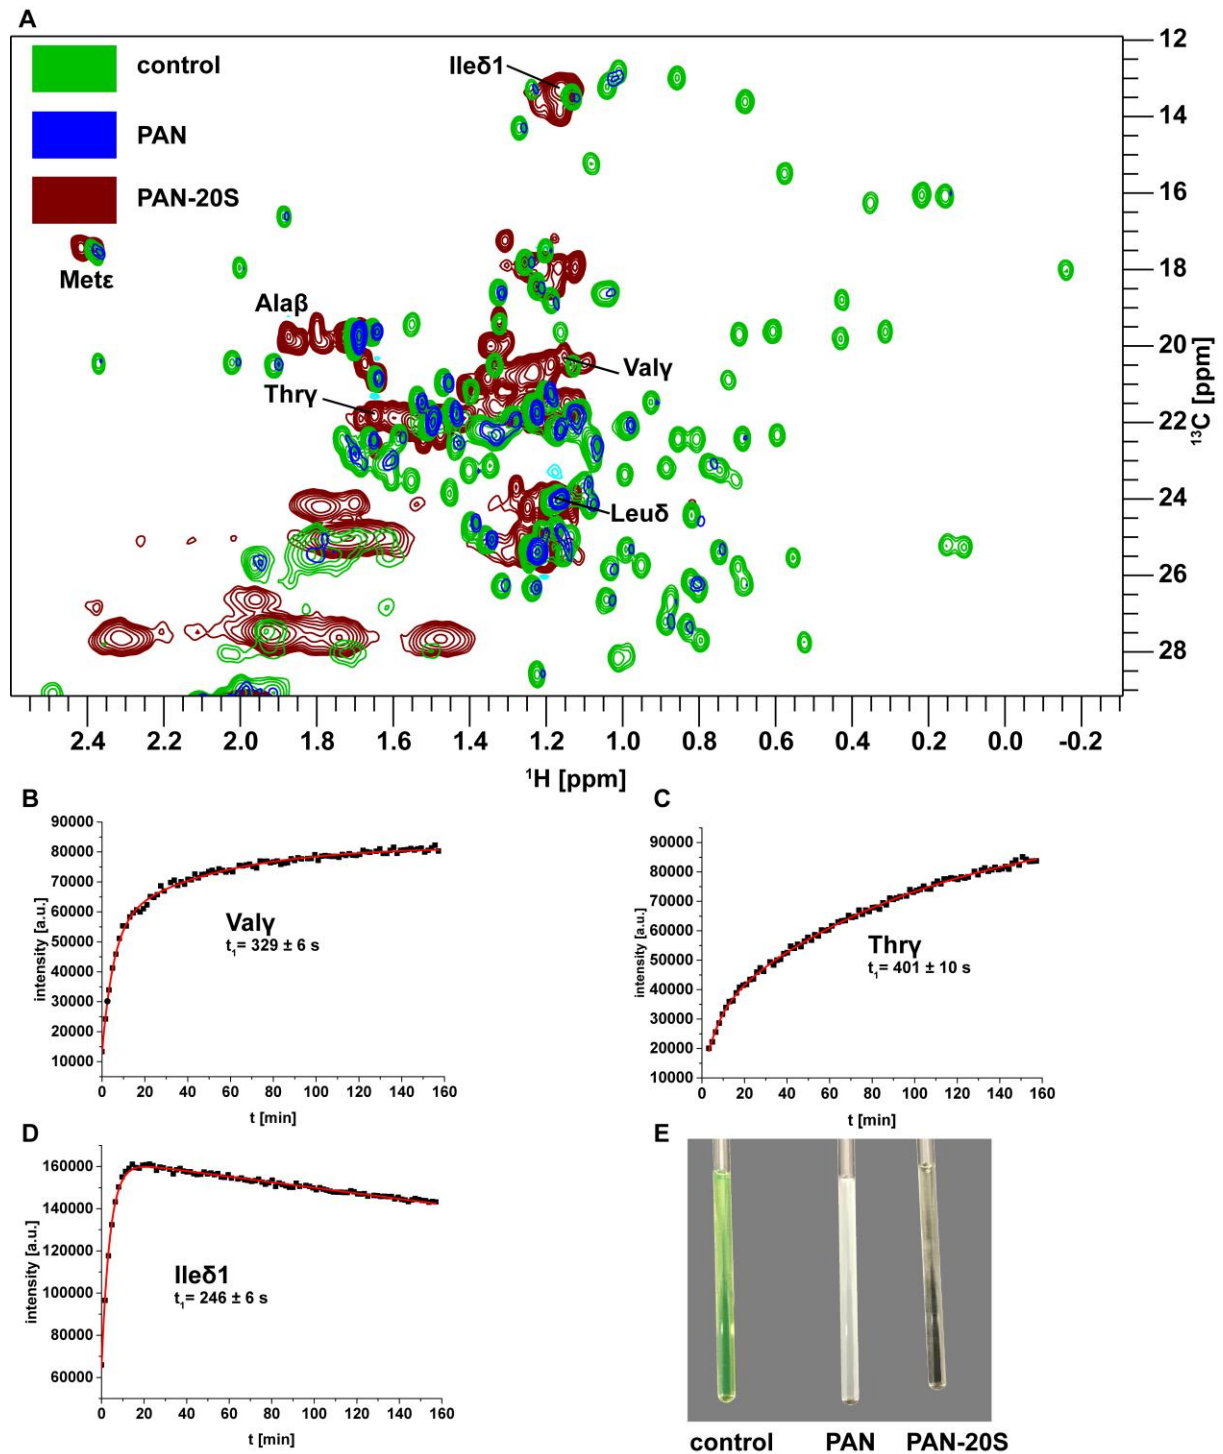 A
control
PAN
PAN-20S
Ileδ1
Metε
Alaβ
Thrγ
Valγ
Leuδ
12
14
16
18
20
22
24
26
28
¹³C [ppm]
2.4 2.2 2.0 1.8 1.6 1.4 1.2 1.0 0.8 0.6 0.4 0.2 0.0 -0.2
¹H [ppm]
B
90000
80000
70000
60000
50000
40000
30000
20000
10000
intensity [a.u.]
Valγ
t₁= 329 ± 6 s
0 20 40 60 80 100 120 140 160
t [min]
C
90000
80000
70000
60000
50000
40000
30000
20000
10000
intensity [a.u.]
Thrγ
t₁= 401 ± 10 s
0 20 40 60 80 100 120 140 160
t [min]
D
160000
140000
120000
100000
80000
60000
intensity [a.u.]
Ileδ1
t₁= 246 ± 6 s
0 20 40 60 80 100 120 140 160
t [min]
E
control PAN PAN-20S